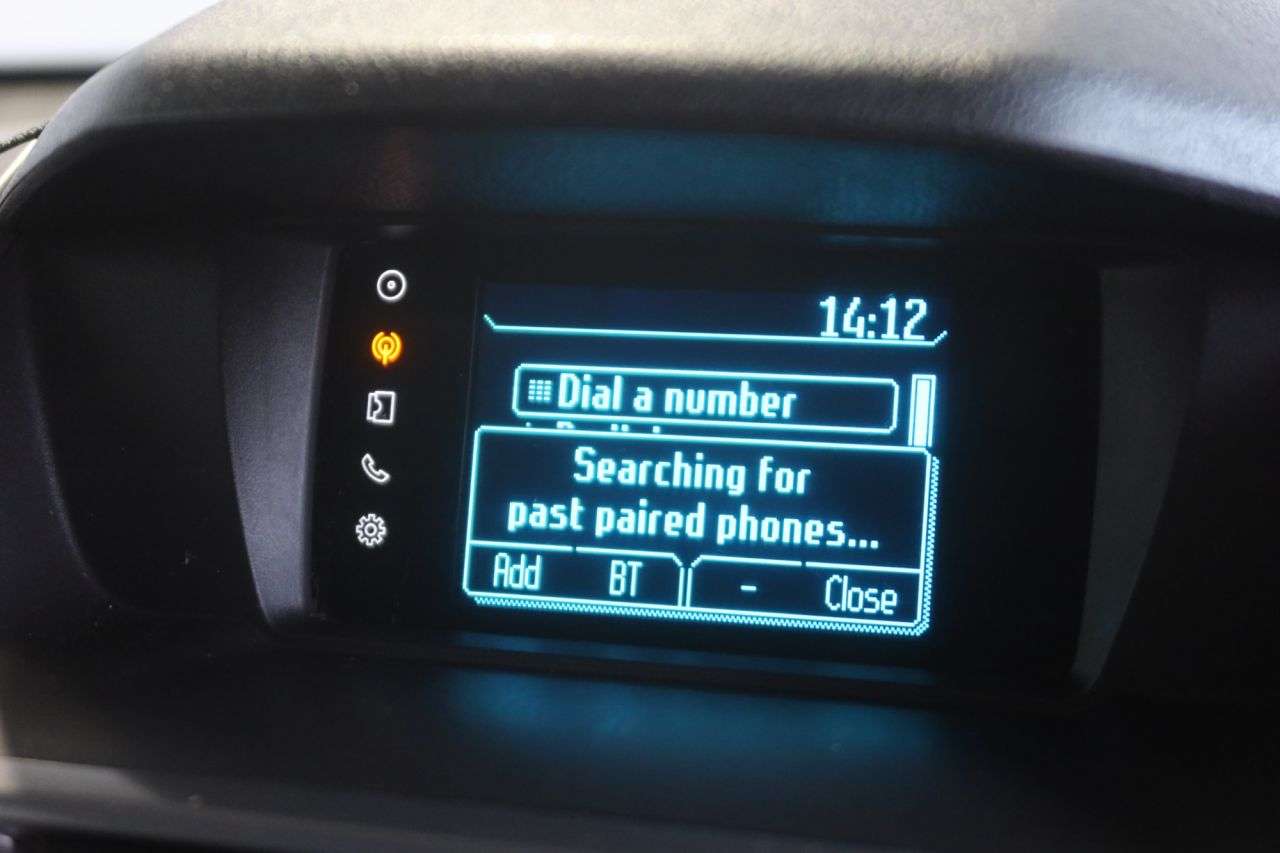 14:12
Dial a number
Searching for
past paired phones...
Add BT - Close